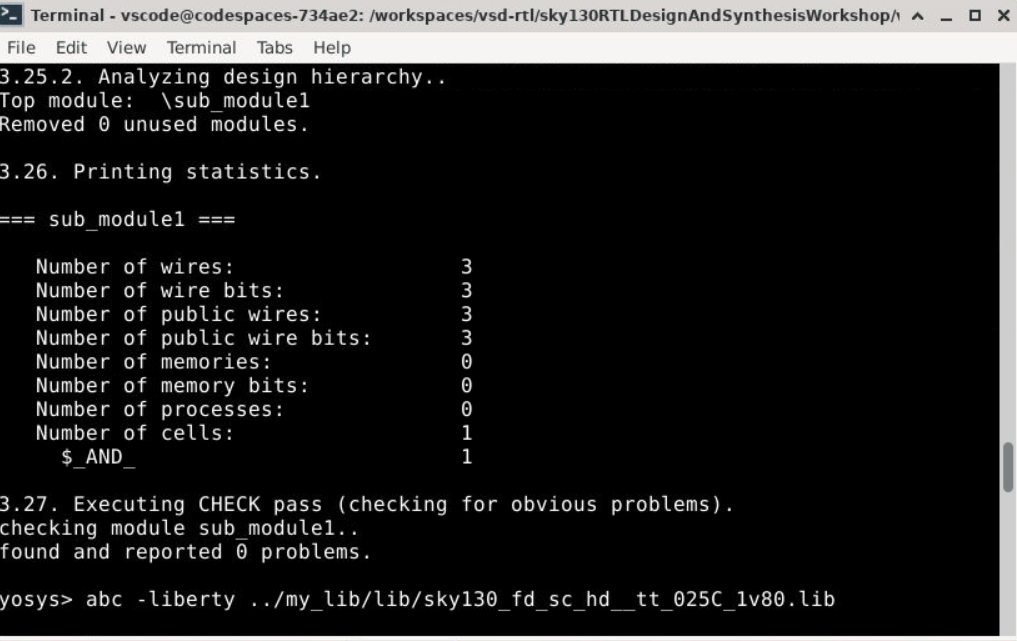 Terminal - vscode@codespaces-734ae2: /workspaces/vsd-rtl/sky130RTLDesignAndSynthesisWorkshop/
File Edit View Terminal Tabs Help
3.25.2. Analyzing design hierarchy..
Top module:  \sub_module1
Removed 0 unused modules.
3.26. Printing statistics.
=== sub_module1 ===
Number of wires: 3
Number of wire bits: 3
Number of public wires: 3
Number of public wire bits: 3
Number of memories: 0
Number of memory bits: 0
Number of processes: 0
Number of cells: 1
$_AND_ 1
3.27. Executing CHECK pass (checking for obvious problems).
checking module sub_module1..
found and reported 0 problems.
yosys> abc -liberty ../my_lib/lib/sky130_fd_sc_hd__tt_025C_1v80.lib